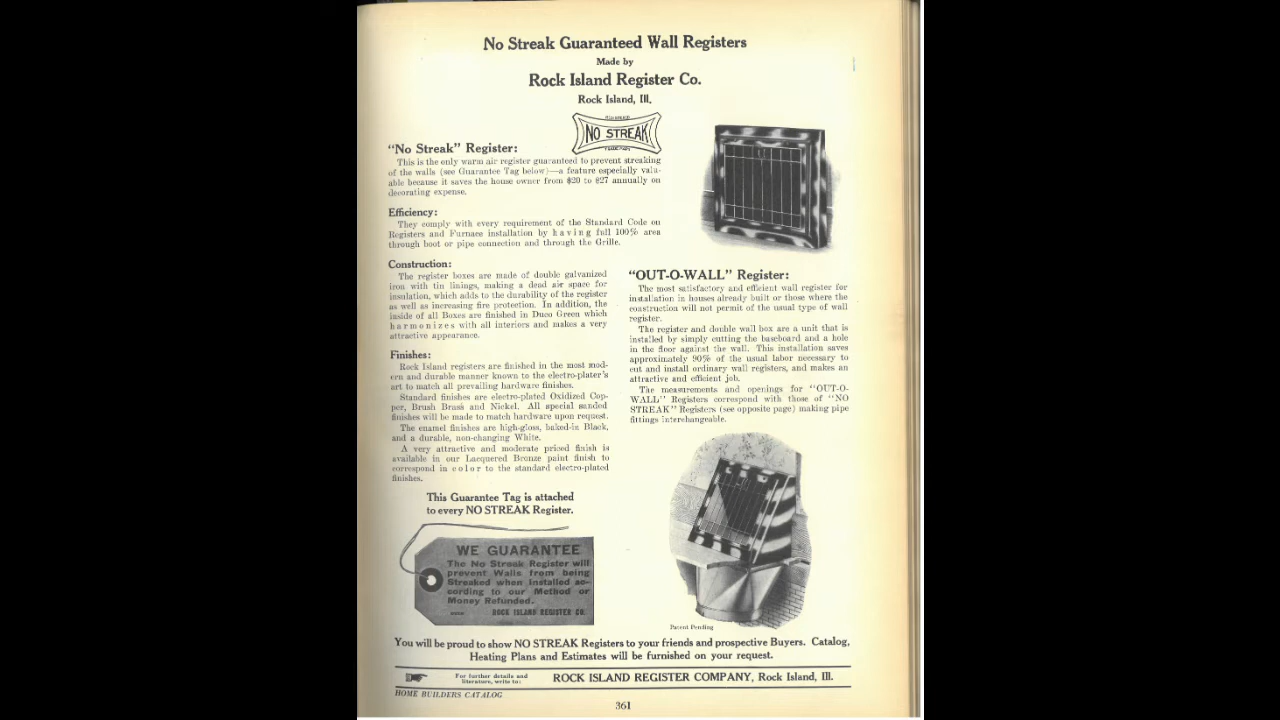 No Streak Guaranteed Wall Registers
Made by
Rock Island Register Co.
Rock Island, Ill.
NO STREAK
"No Streak" Register:
This is the only warm air register guaranteed to prevent streaking
of the walls (see Guarantee Tag below)—a feature especially valu-
able because it saves the home owner from $20 to $27 annually on
decorating expense.
Efficiency:
They comply with every requirement of the Standard Code on
Registers and Furnace installation by having full 100% area
through boot or pipe connection and through the Grille.
Construction:
The register boxes are made of double galvanized
iron with tin linings, making a dead air space for
insulation, which adds to the durability of the register
as well as increasing fire protection. In addition, the
inside of all Boxes are finished in Duco Green which
harmonizes with all interiors and makes a very
attractive appearance.
Finishes:
Rock Island registers are finished in the most mod-
ern and durable manner known to the electro-plater's
art to match all prevailing hardware finishes.
Standard finishes are electro-plated Oxidized Cop-
per, Brush Brass and Nickel. All special sanded
finishes will be made to match hardware upon request.
The enamel finishes are high-gloss, baked-in Black,
and a durable, non-changing White.
A very attractive and moderate priced finish is
available in our Lacquered Bronze paint finish to
correspond in color to the standard electro-plated
finishes.
This Guarantee Tag is attached
to every NO STREAK Register.
WE GUARANTEE
The No Streak Register will
prevent Walls from being
Streaked when Installed ac-
cording to our Method or
Money Refunded.
ROCK ISLAND REGISTER CO.
"OUT-O-WALL" Register:
The most satisfactory and efficient wall register for
installation in houses already built or those where the
construction will not permit of the usual type of wall
register.
The register and double wall box are a unit that is
installed by simply cutting the baseboard and a hole
in the floor against the wall. This installation saves
approximately 90% of the usual labor necessary to
cut and install ordinary wall registers, and makes an
attractive and efficient job.
The measurements and openings for "OUT-O-
WALL" Registers correspond with those of "NO
STREAK" Registers (see opposite page) making pipe
fittings interchangeable.
Patent Pending
You will be proud to show NO STREAK Registers to your friends and prospective Buyers. Catalog,
Heating Plans and Estimates will be furnished on your request.
For further details and
literature, write to:
ROCK ISLAND REGISTER COMPANY, Rock Island, Ill.
HOME BUILDERS CATALOG
361